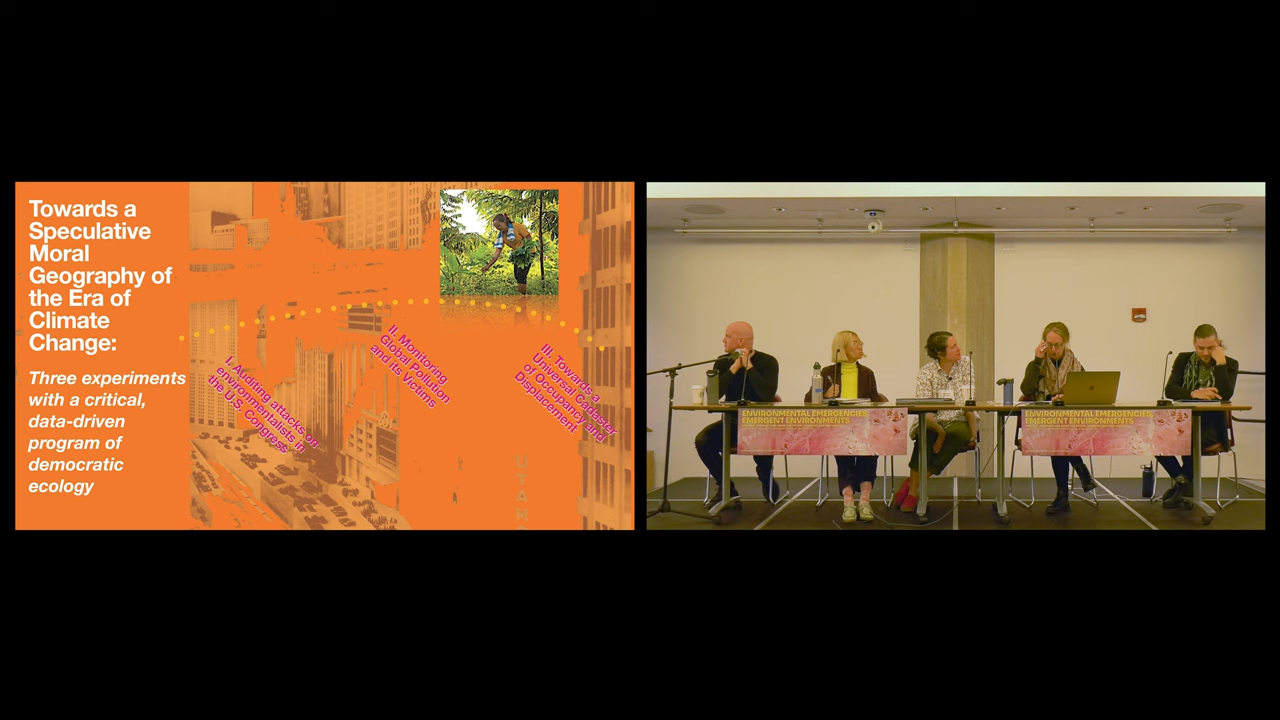 Towards a
Speculative
Moral
Geography of
the Era of
Climate
Change:
Three experiments
with a critical,
data-driven
program of
democratic
ecology
I. Auditing attacks on
environmentalists in
the U.S. Congress
II. Monitoring
Global Pollution
and its Victims
III. Towards a
Universal Cadaster
of Occupancy and
Displacement
ENVIRONMENTAL EMERGENCIES
EMERGENT ENVIRONMENTS
ENVIRONMENTAL EMERGENCIES
EMERGENT ENVIRONMENTS